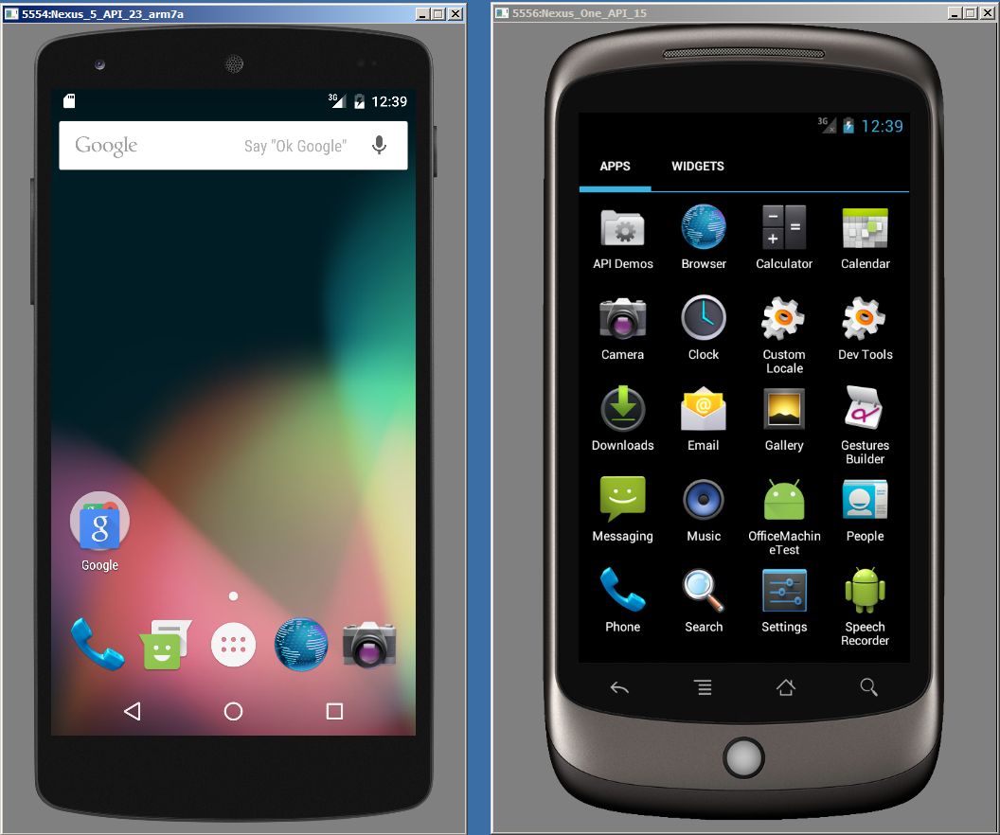 5554:Nexus_5_API_23_arm7a
3G 12:39
Google Say "Ok Google"
g
Google
5556:Nexus_One_API_15
3G 12:39
APPS WIDGETS
API Demos Browser Calculator Calendar
Camera Clock Custom Locale Dev Tools
Downloads Email Gallery Gestures Builder
Messaging Music OfficeMachineTest People
Phone Search Settings Speech Recorder